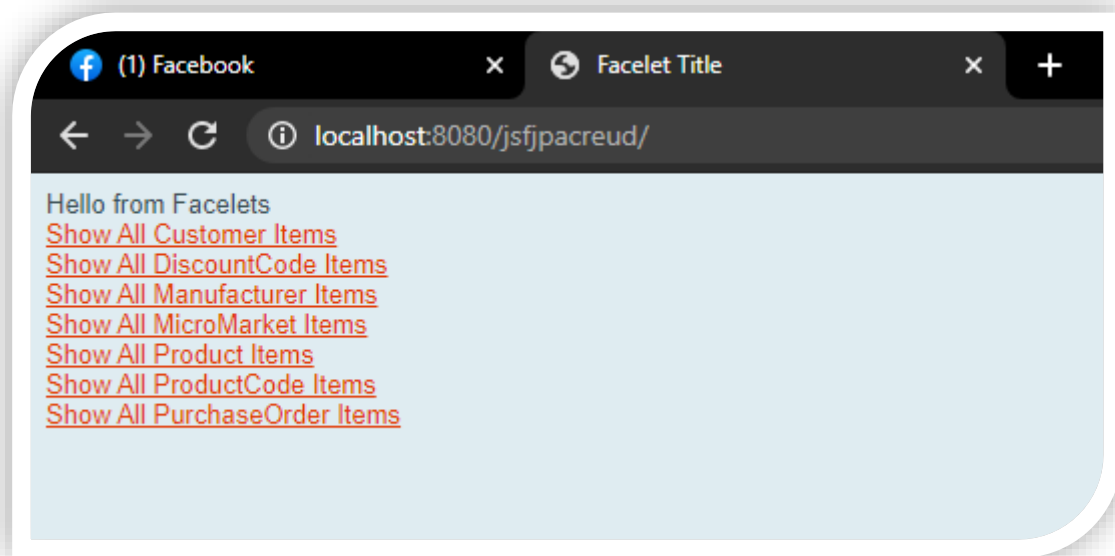 (1) Facebook
Facelet Title
localhost:8080/jsfjpacreud/
Hello from Facelets
Show All Customer Items
Show All DiscountCode Items
Show All Manufacturer Items
Show All MicroMarket Items
Show All Product Items
Show All ProductCode Items
Show All PurchaseOrder Items